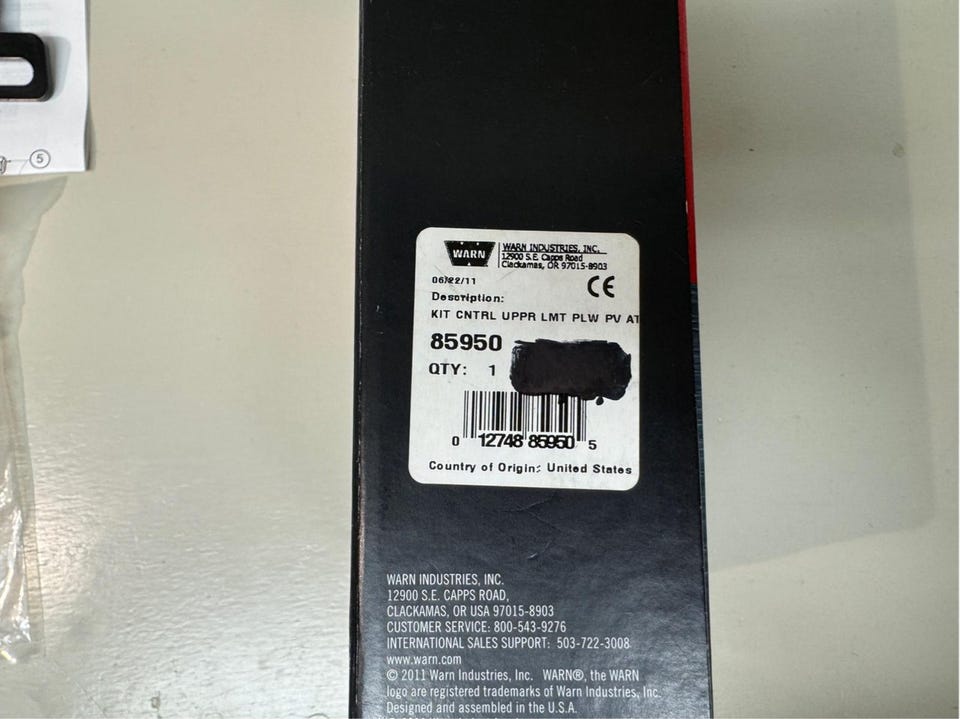 5
WARN
WARN INDUSTRIES, INC.
12900 S.E. Capps Road
Clackamas, OR 97015-8903
06/22/11
CE
Description:
KIT CNTRL UPPR LMT PLW PV AT
85950
QTY: 1
0 12748 85950 5
Country of Origin: United States
WARN INDUSTRIES, INC.
12900 S.E. CAPPS ROAD,
CLACKAMAS, OR USA 97015-8903
CUSTOMER SERVICE: 800-543-9276
INTERNATIONAL SALES SUPPORT: 503-722-3008
www.warn.com
© 2011 Warn Industries, Inc. WARN®, the WARN
logo are registered trademarks of Warn Industries, Inc.
Designed and assembled in the U.S.A.